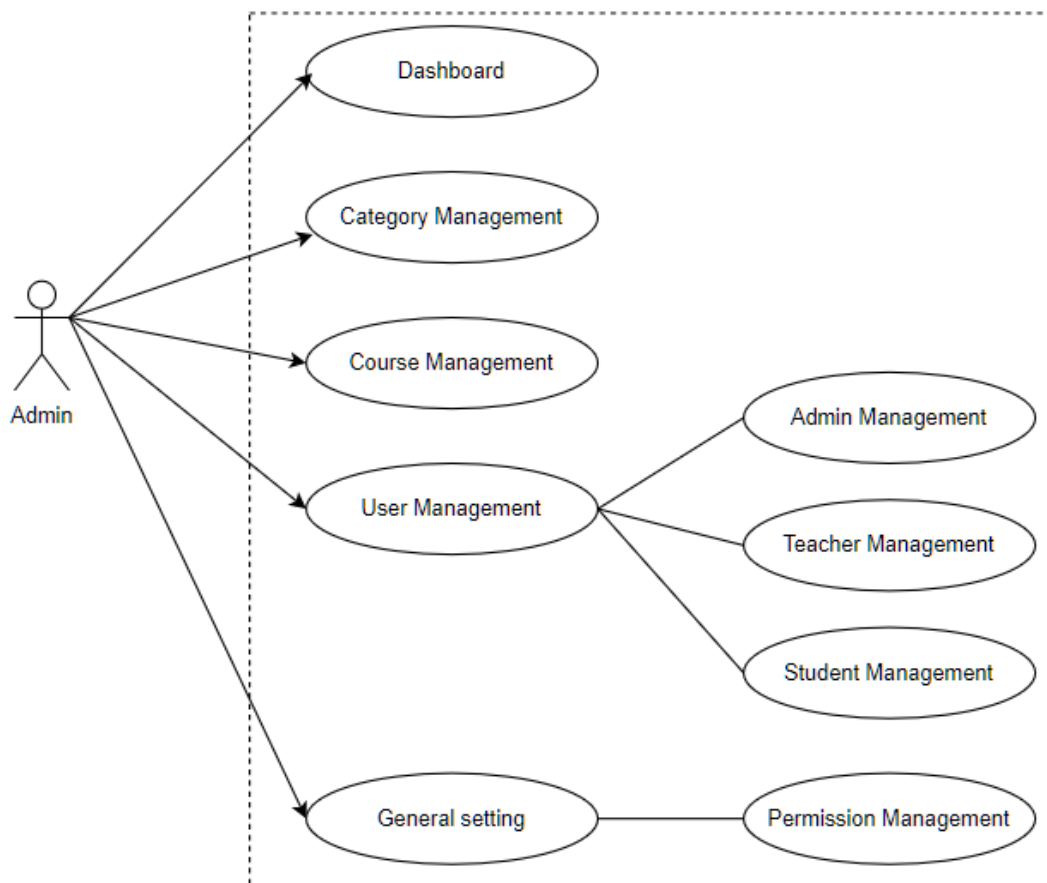 Dashboard
Category Management
Admin
Course Management
User Management
Admin Management
Teacher Management
Student Management
General setting
Permission Management